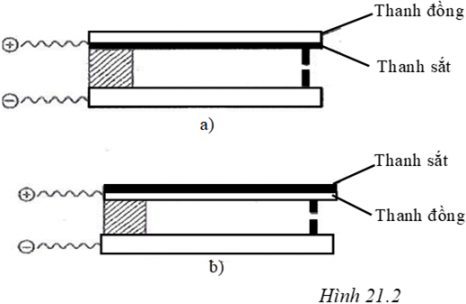 Thanh đồng
+
Thanh sắt
−
a)
Thanh sắt
+
Thanh đồng
−
b)
Hình 21.2